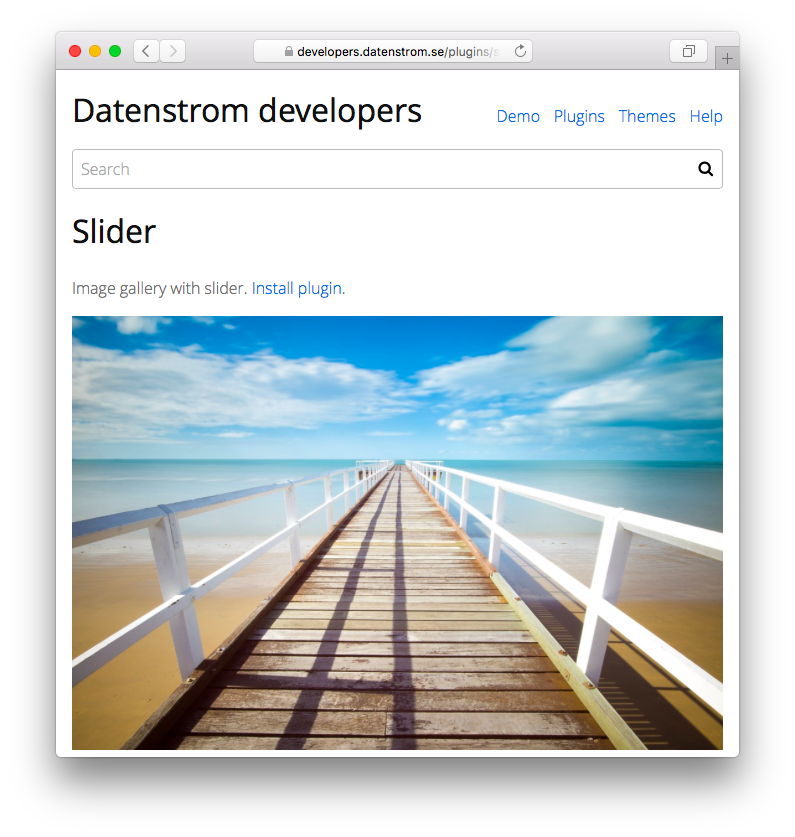 developers.datenstrom.se/plugins/s
Datenstrom developers
Demo Plugins Themes Help
Search
Slider
Image gallery with slider. Install plugin.